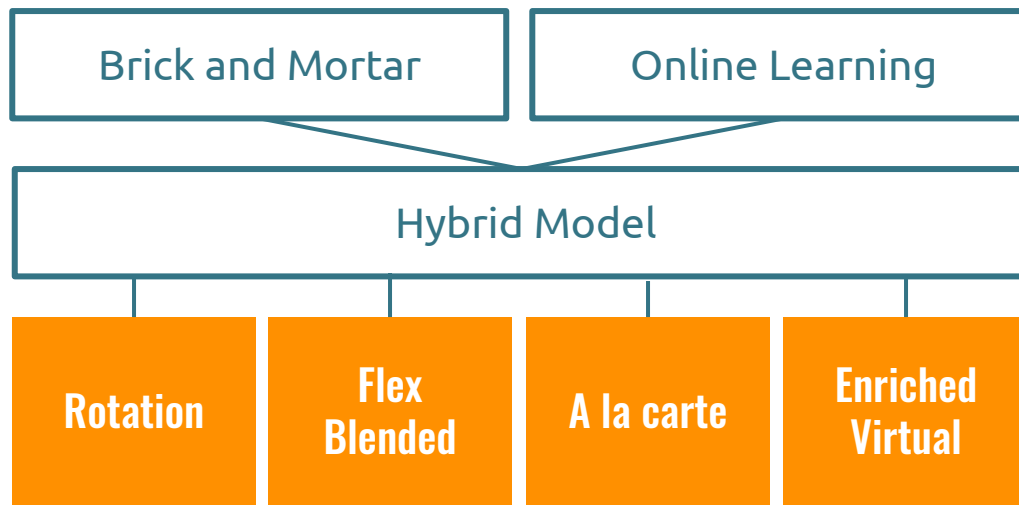 Brick and Mortar
Online Learning
Hybrid Model
Rotation
Flex
Blended
A la carte
Enriched
Virtual